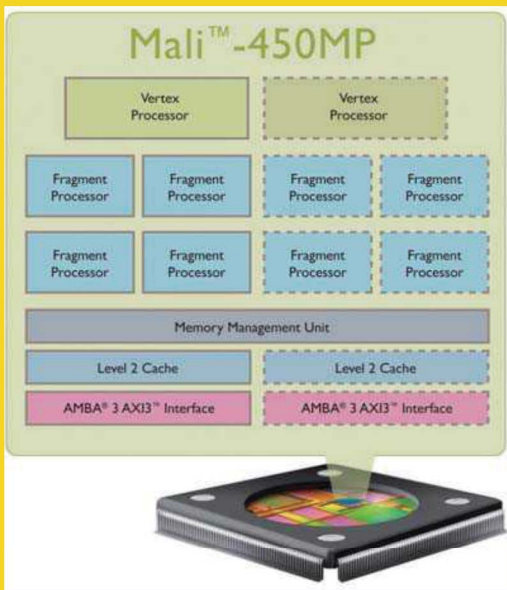 Mali™-450MP
Vertex
Processor
Vertex
Processor
Fragment
Processor
Fragment
Processor
Fragment
Processor
Fragment
Processor
Fragment
Processor
Fragment
Processor
Fragment
Processor
Fragment
Processor
Memory Management Unit
Level 2 Cache
Level 2 Cache
AMBA® 3 AXI3™ Interface
AMBA® 3 AXI3™ Interface